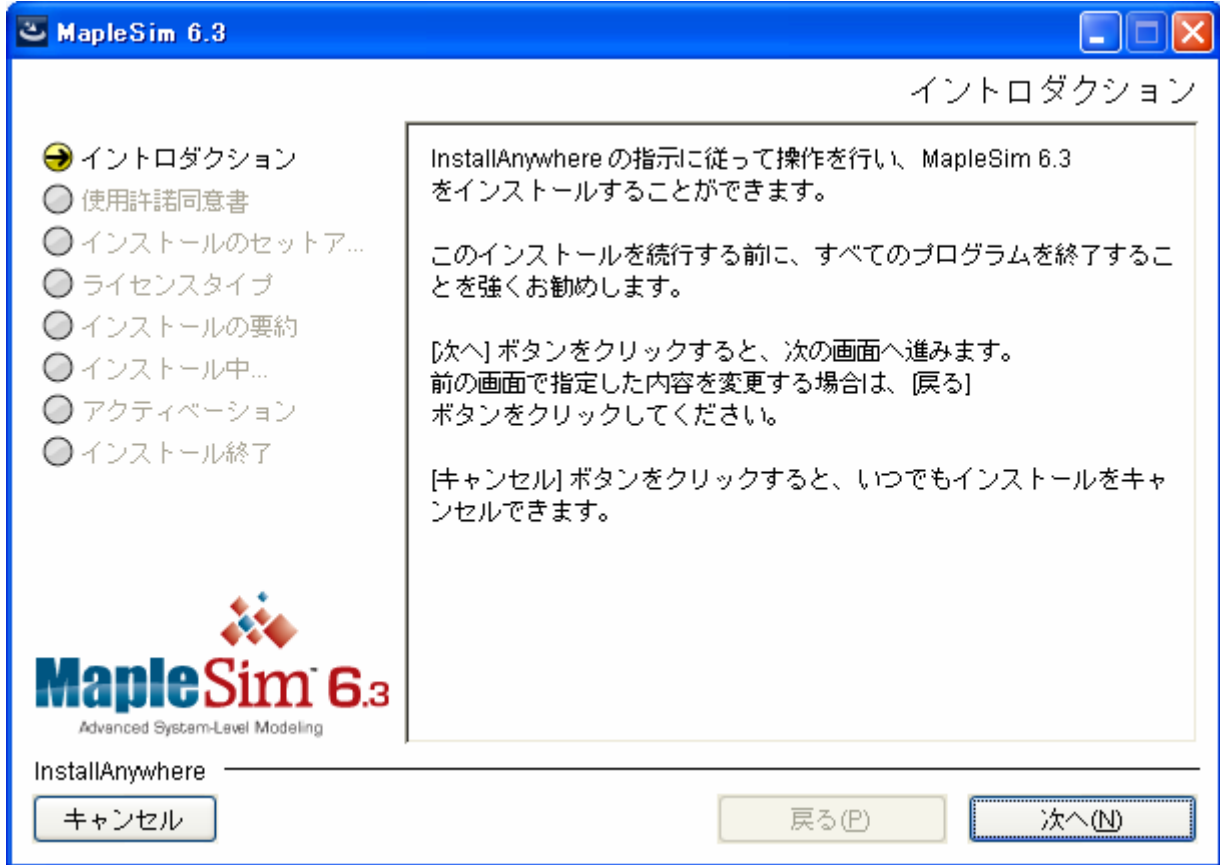 MapleSim 6.3
イントロダクション
イントロダクション
使用許諾同意書
インストールのセットア...
ライセンスタイプ
インストールの要約
インストール中...
アクティベーション
インストール終了
InstallAnywhere の指示に従って操作を行い、MapleSim 6.3
をインストールすることができます。
このインストールを続行する前に、すべてのプログラムを終了するこ
とを強くお勧めします。
[次へ] ボタンをクリックすると、次の画面へ進みます。
前の画面で指定した内容を変更する場合は、[戻る]
ボタンをクリックしてください。
[キャンセル] ボタンをクリックすると、いつでもインストールをキャ
ンセルできます。
MapleSim™ 6.3
Advanced System-Level Modeling
InstallAnywhere
キャンセル
戻る(P)
次へ(N)